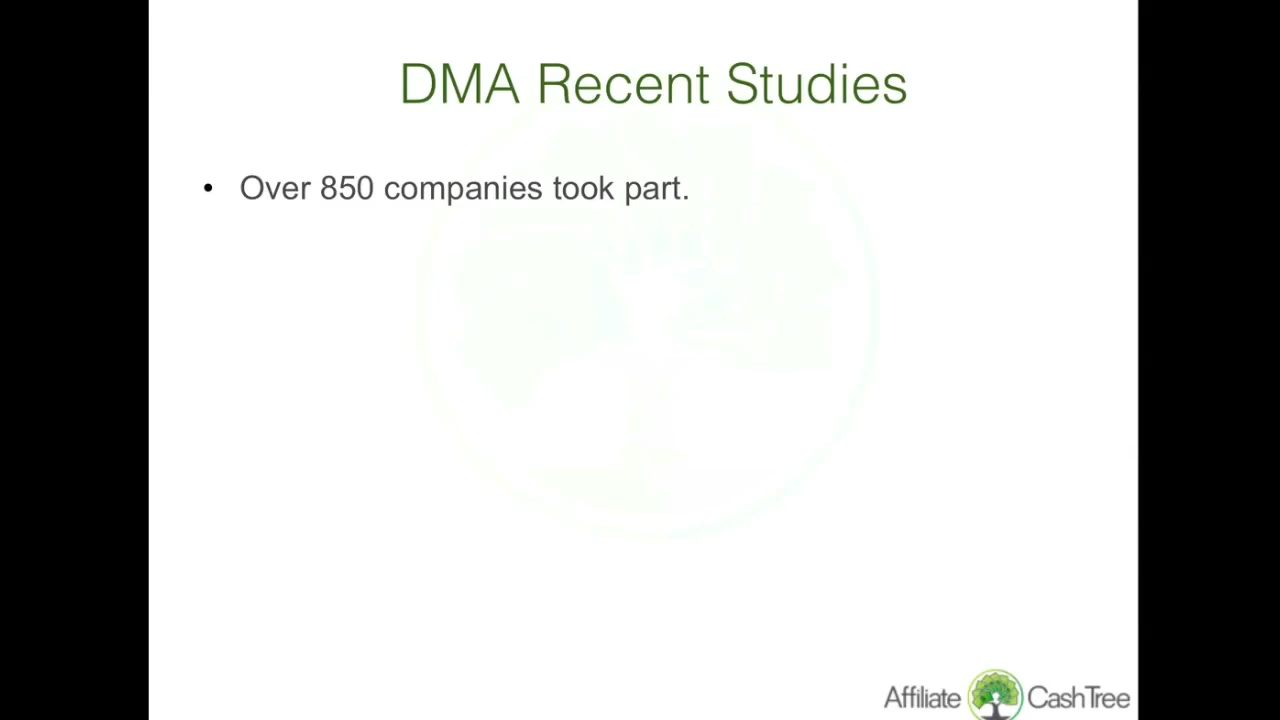 DMA Recent Studies
• Over 850 companies took part.
Affiliate CashTree